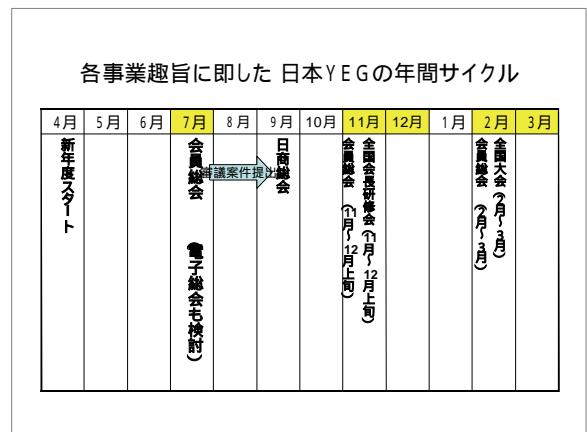 各事業趣旨に即した 日本YEGの年間サイクル
4月 5月 6月 7月 8月 9月 10月 11月 12月 1月 2月 3月
新年度スタート
会員総会 (電子総会も検討)
審議案件提出
日商総会
全国会長研修会(11月~12月上旬)
会員総会 (11月~12月上旬)
全国大会(2月~3月)
会員総会 (2月~3月)